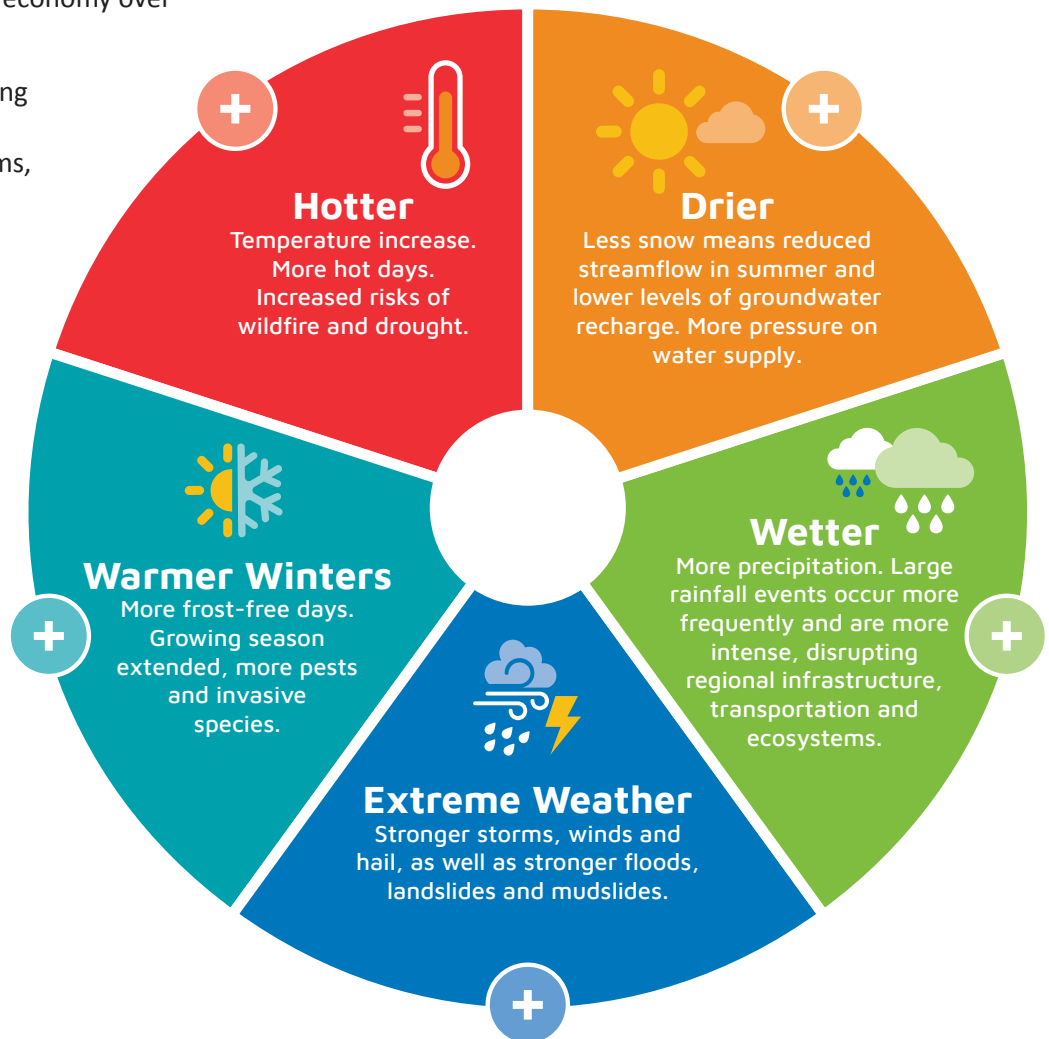 economy over
ng
ms,
Hotter
Temperature increase.
More hot days.
Increased risks of
wildfire and drought.
Drier
Less snow means reduced
streamflow in summer and
lower levels of groundwater
recharge. More pressure on
water supply.
Wetter
More precipitation. Large
rainfall events occur more
frequently and are more
intense, disrupting
regional infrastructure,
transportation and
ecosystems.
Extreme Weather
Stronger storms, winds and
hail, as well as stronger floods,
landslides and mudslides.
Warmer Winters
More frost-free days.
Growing season
extended, more pests
and invasive
species.